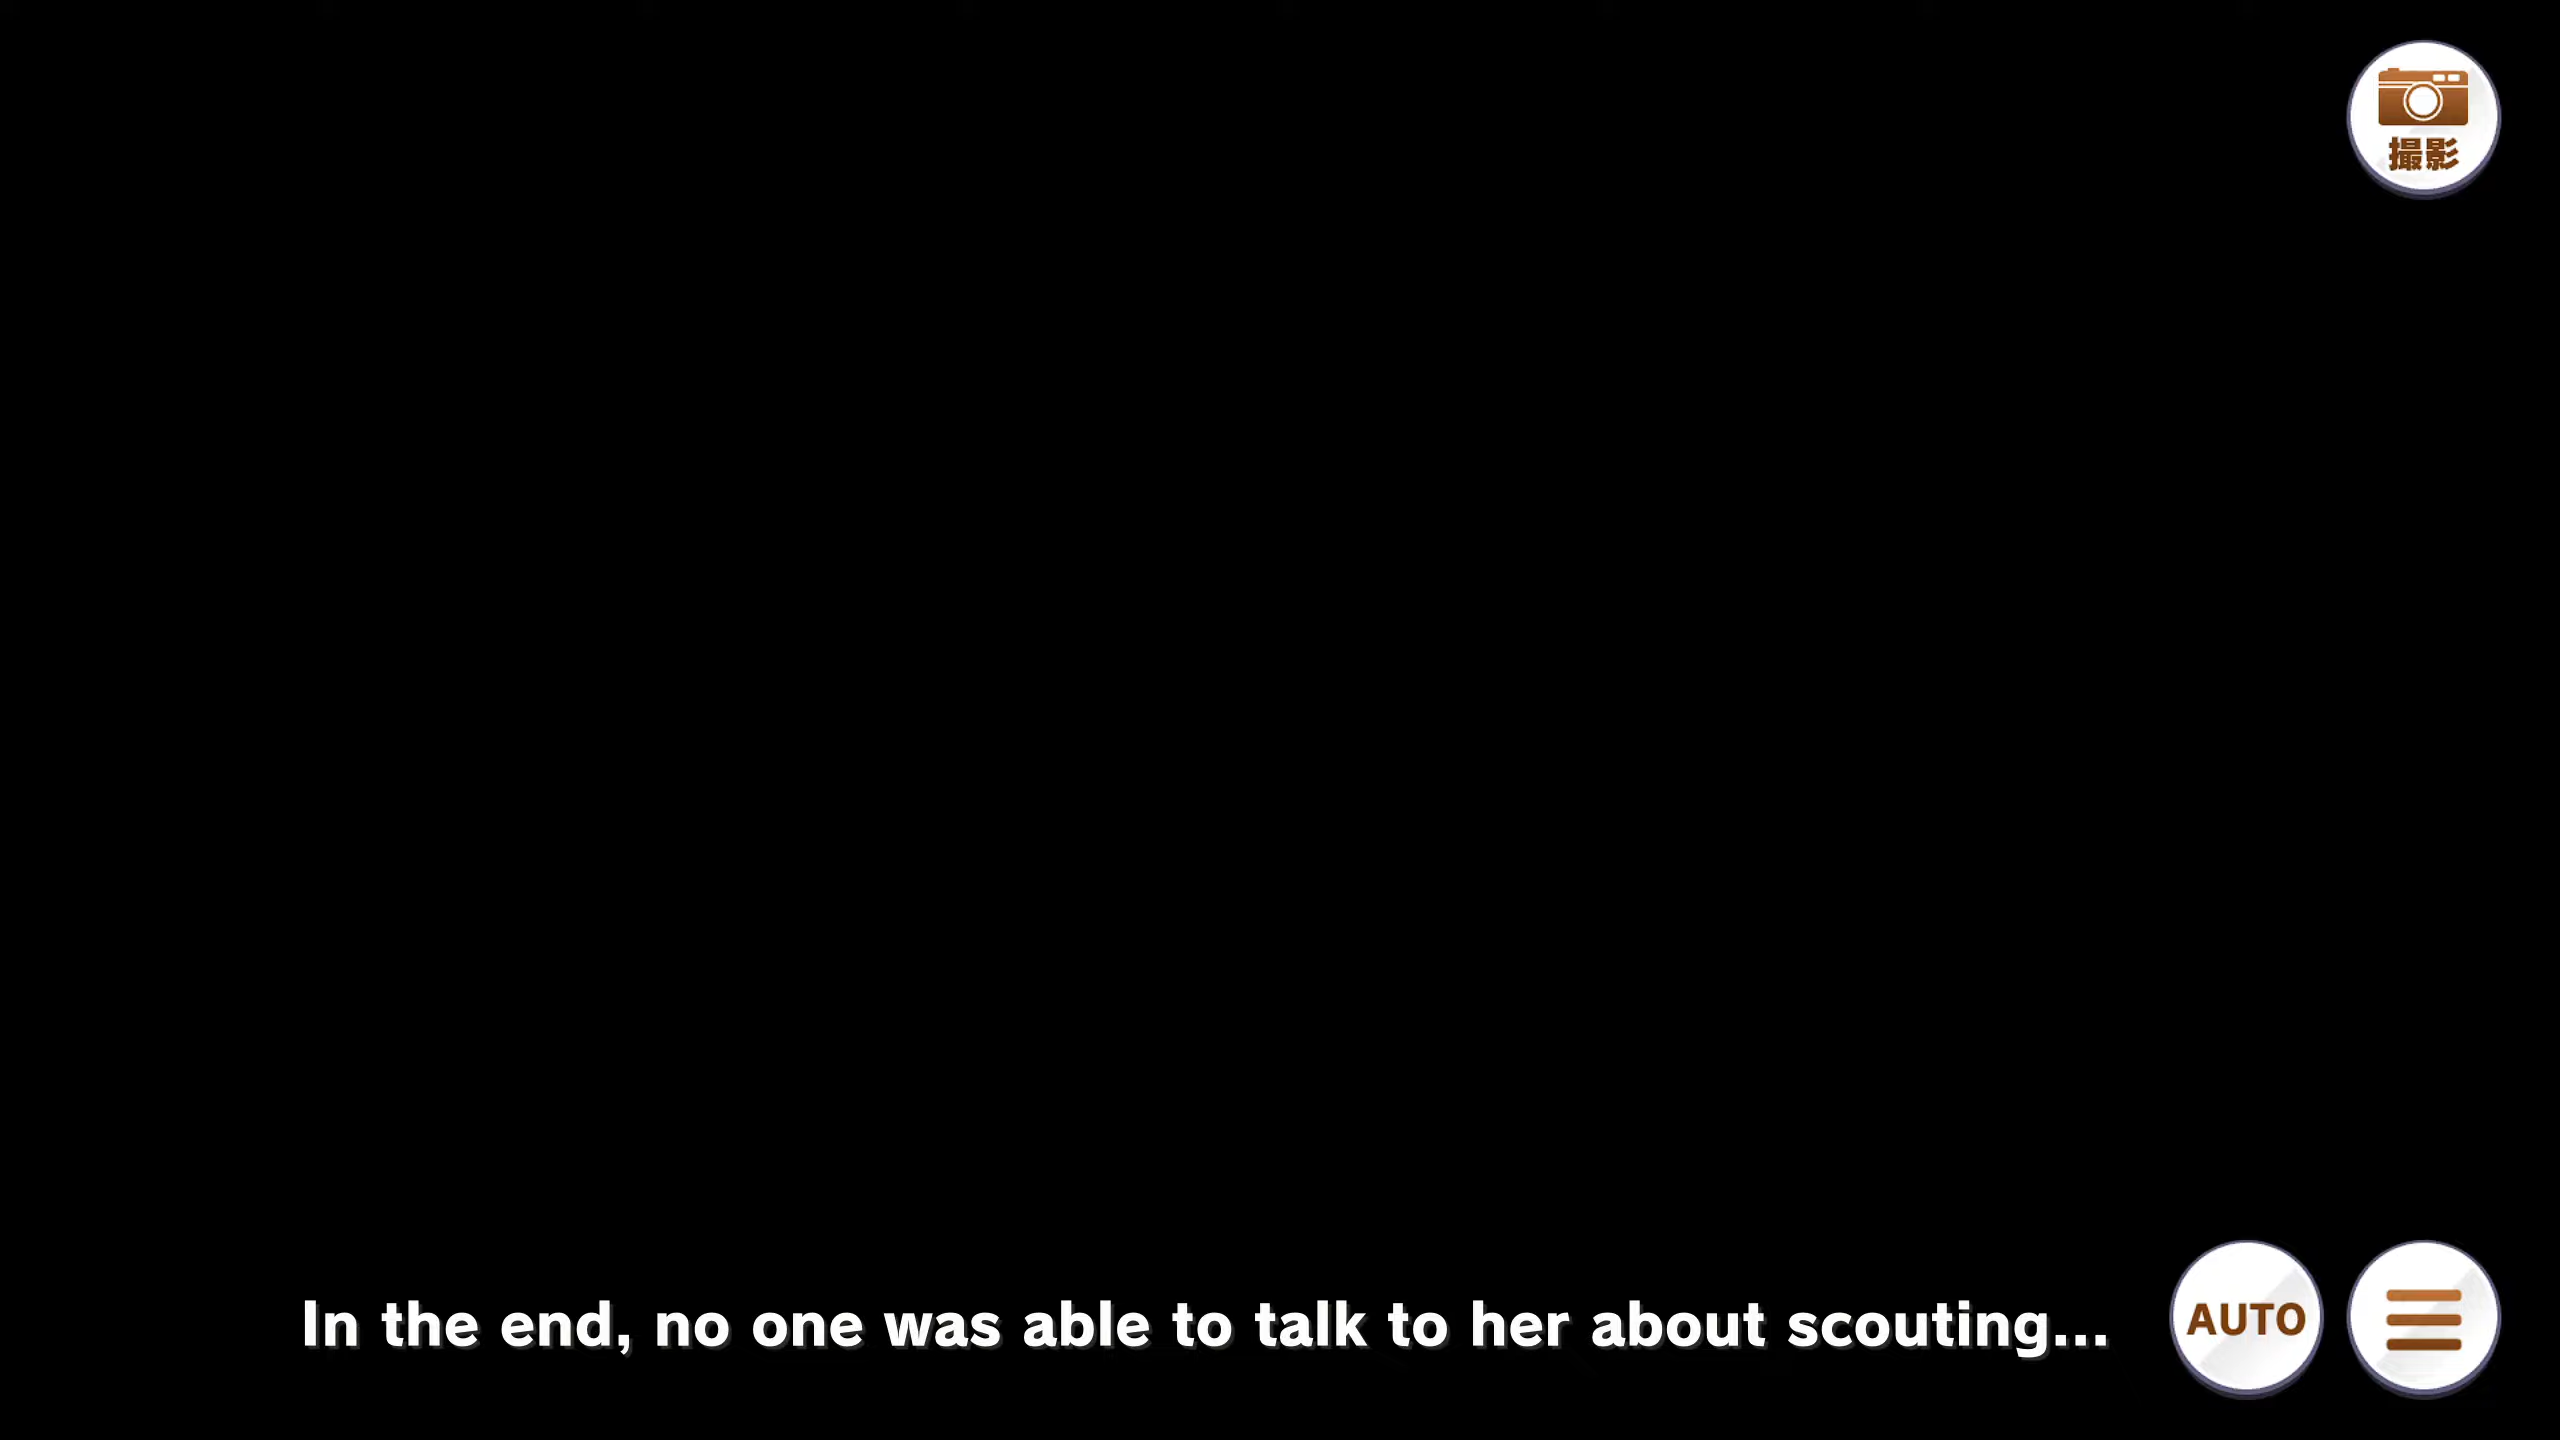 撮影
In the end, no one was able to talk to her about scouting...
AUTO